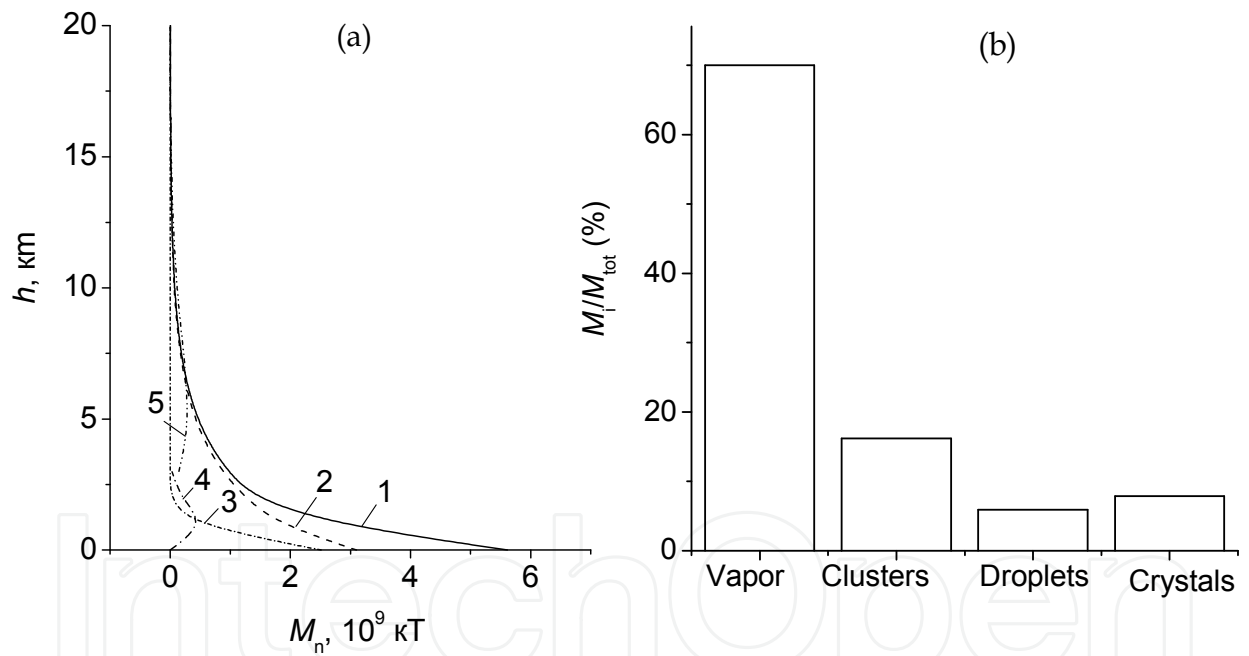 (a)
20
15
10
5
0
h, км
5
4
3
2
1
0
2
4
6
M_n, 10^9 кТ
(b)
60
40
20
0
M_i/M_tot (%)
Vapor
Clusters
Droplets
Crystals
IntechOpen